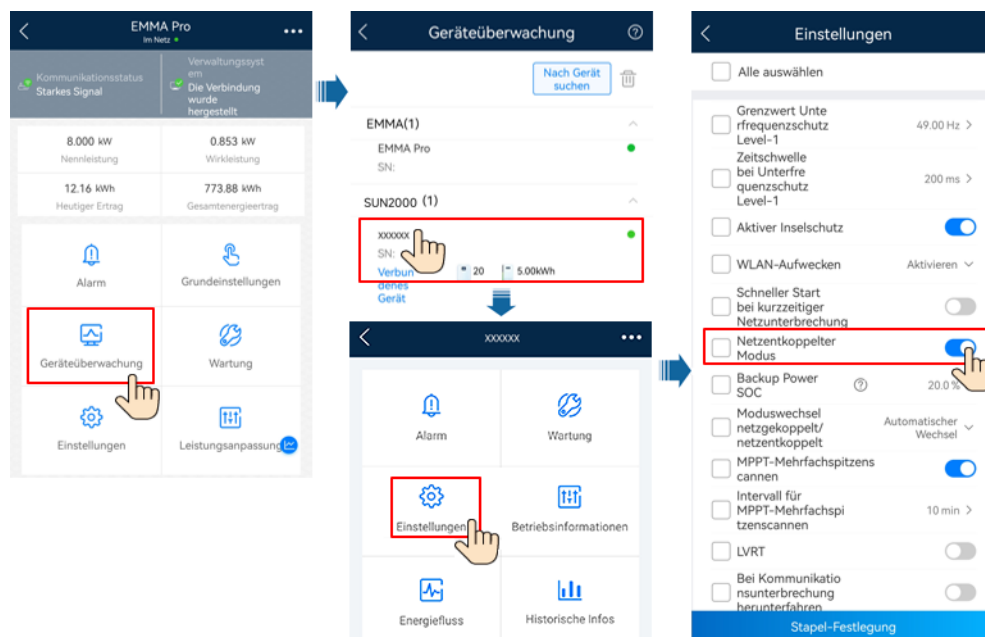 EMMA Pro
Im Netz
Kommunikationsstatus
Starkes Signal
Verwaltungssyst
em
Die Verbindung
wurde
hergestellt
8.000 kW
Nennleistung
0.853 kW
Wirkleistung
12.16 kWh
Heutiger Ertrag
773.88 kWh
Gesamtenergieertrag
Alarm
Grundeinstellungen
Geräteüberwachung
Wartung
Einstellungen
Leistungsanpassung
Geräteüberwachung
Nach Gerät
suchen
EMMA(1)
EMMA Pro
SN:
SUN2000 (1)
xxxxxx
SN:
Verbun
denes
Gerät
20
5.00kWh
xxxxxx
Alarm
Wartung
Einstellungen
Betriebsinformationen
Energiefluss
Historische Infos
Einstellungen
Alle auswählen
Grenzwert Unte
rfrequenzschutz
Level-1
49.00 Hz
Zeitschwelle
bei Unterfre
quenzschutz
Level-1
200 ms
Aktiver Inselschutz
WLAN-Aufwecken
Aktivieren
Schneller Start
bei kurzzeitiger
Netzunterbrechung
Netzentkoppelter
Modus
Backup Power
SOC
20.0 %
Moduswechsel
netzgekoppelt/
netzentkoppelt
Automatischer
Wechsel
MPPT-Mehrfachspitzens
cannen
Intervall für
MPPT-Mehrfachspi
tzenscannen
10 min
LVRT
Bei Kommunikatio
nsunterbrechung
herunterfahren
Stapel-Festlegung